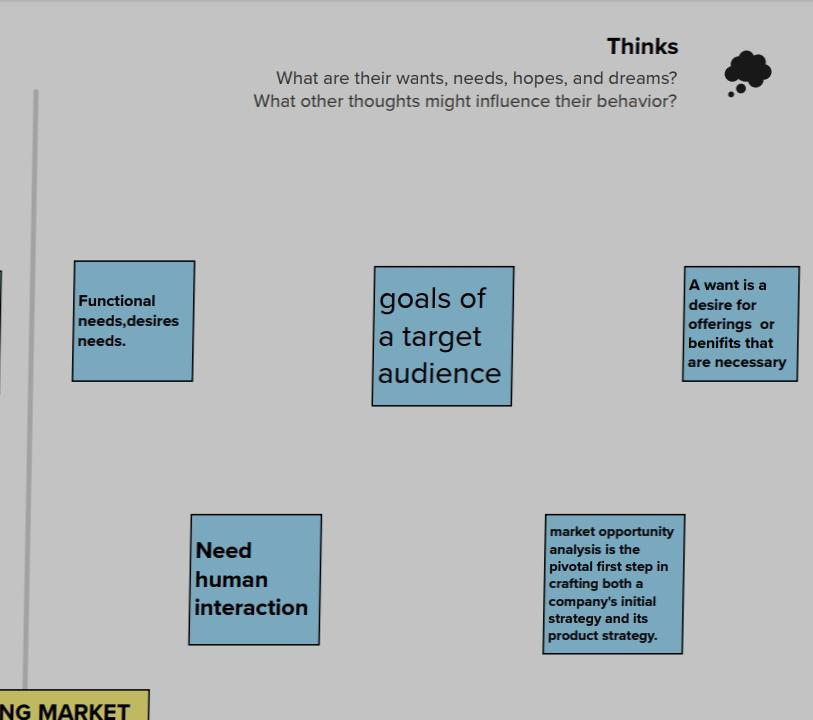 Thinks
What are their wants, needs, hopes, and dreams?
What other thoughts might influence their behavior?
Functional
needs,desires
needs.
goals of
a target
audience
A want is a
desire for
offerings or
benifits that
are necessary
Need
human
interaction
market opportunity
analysis is the
pivotal first step in
crafting both a
company's initial
strategy and its
product strategy.
NG MARKET